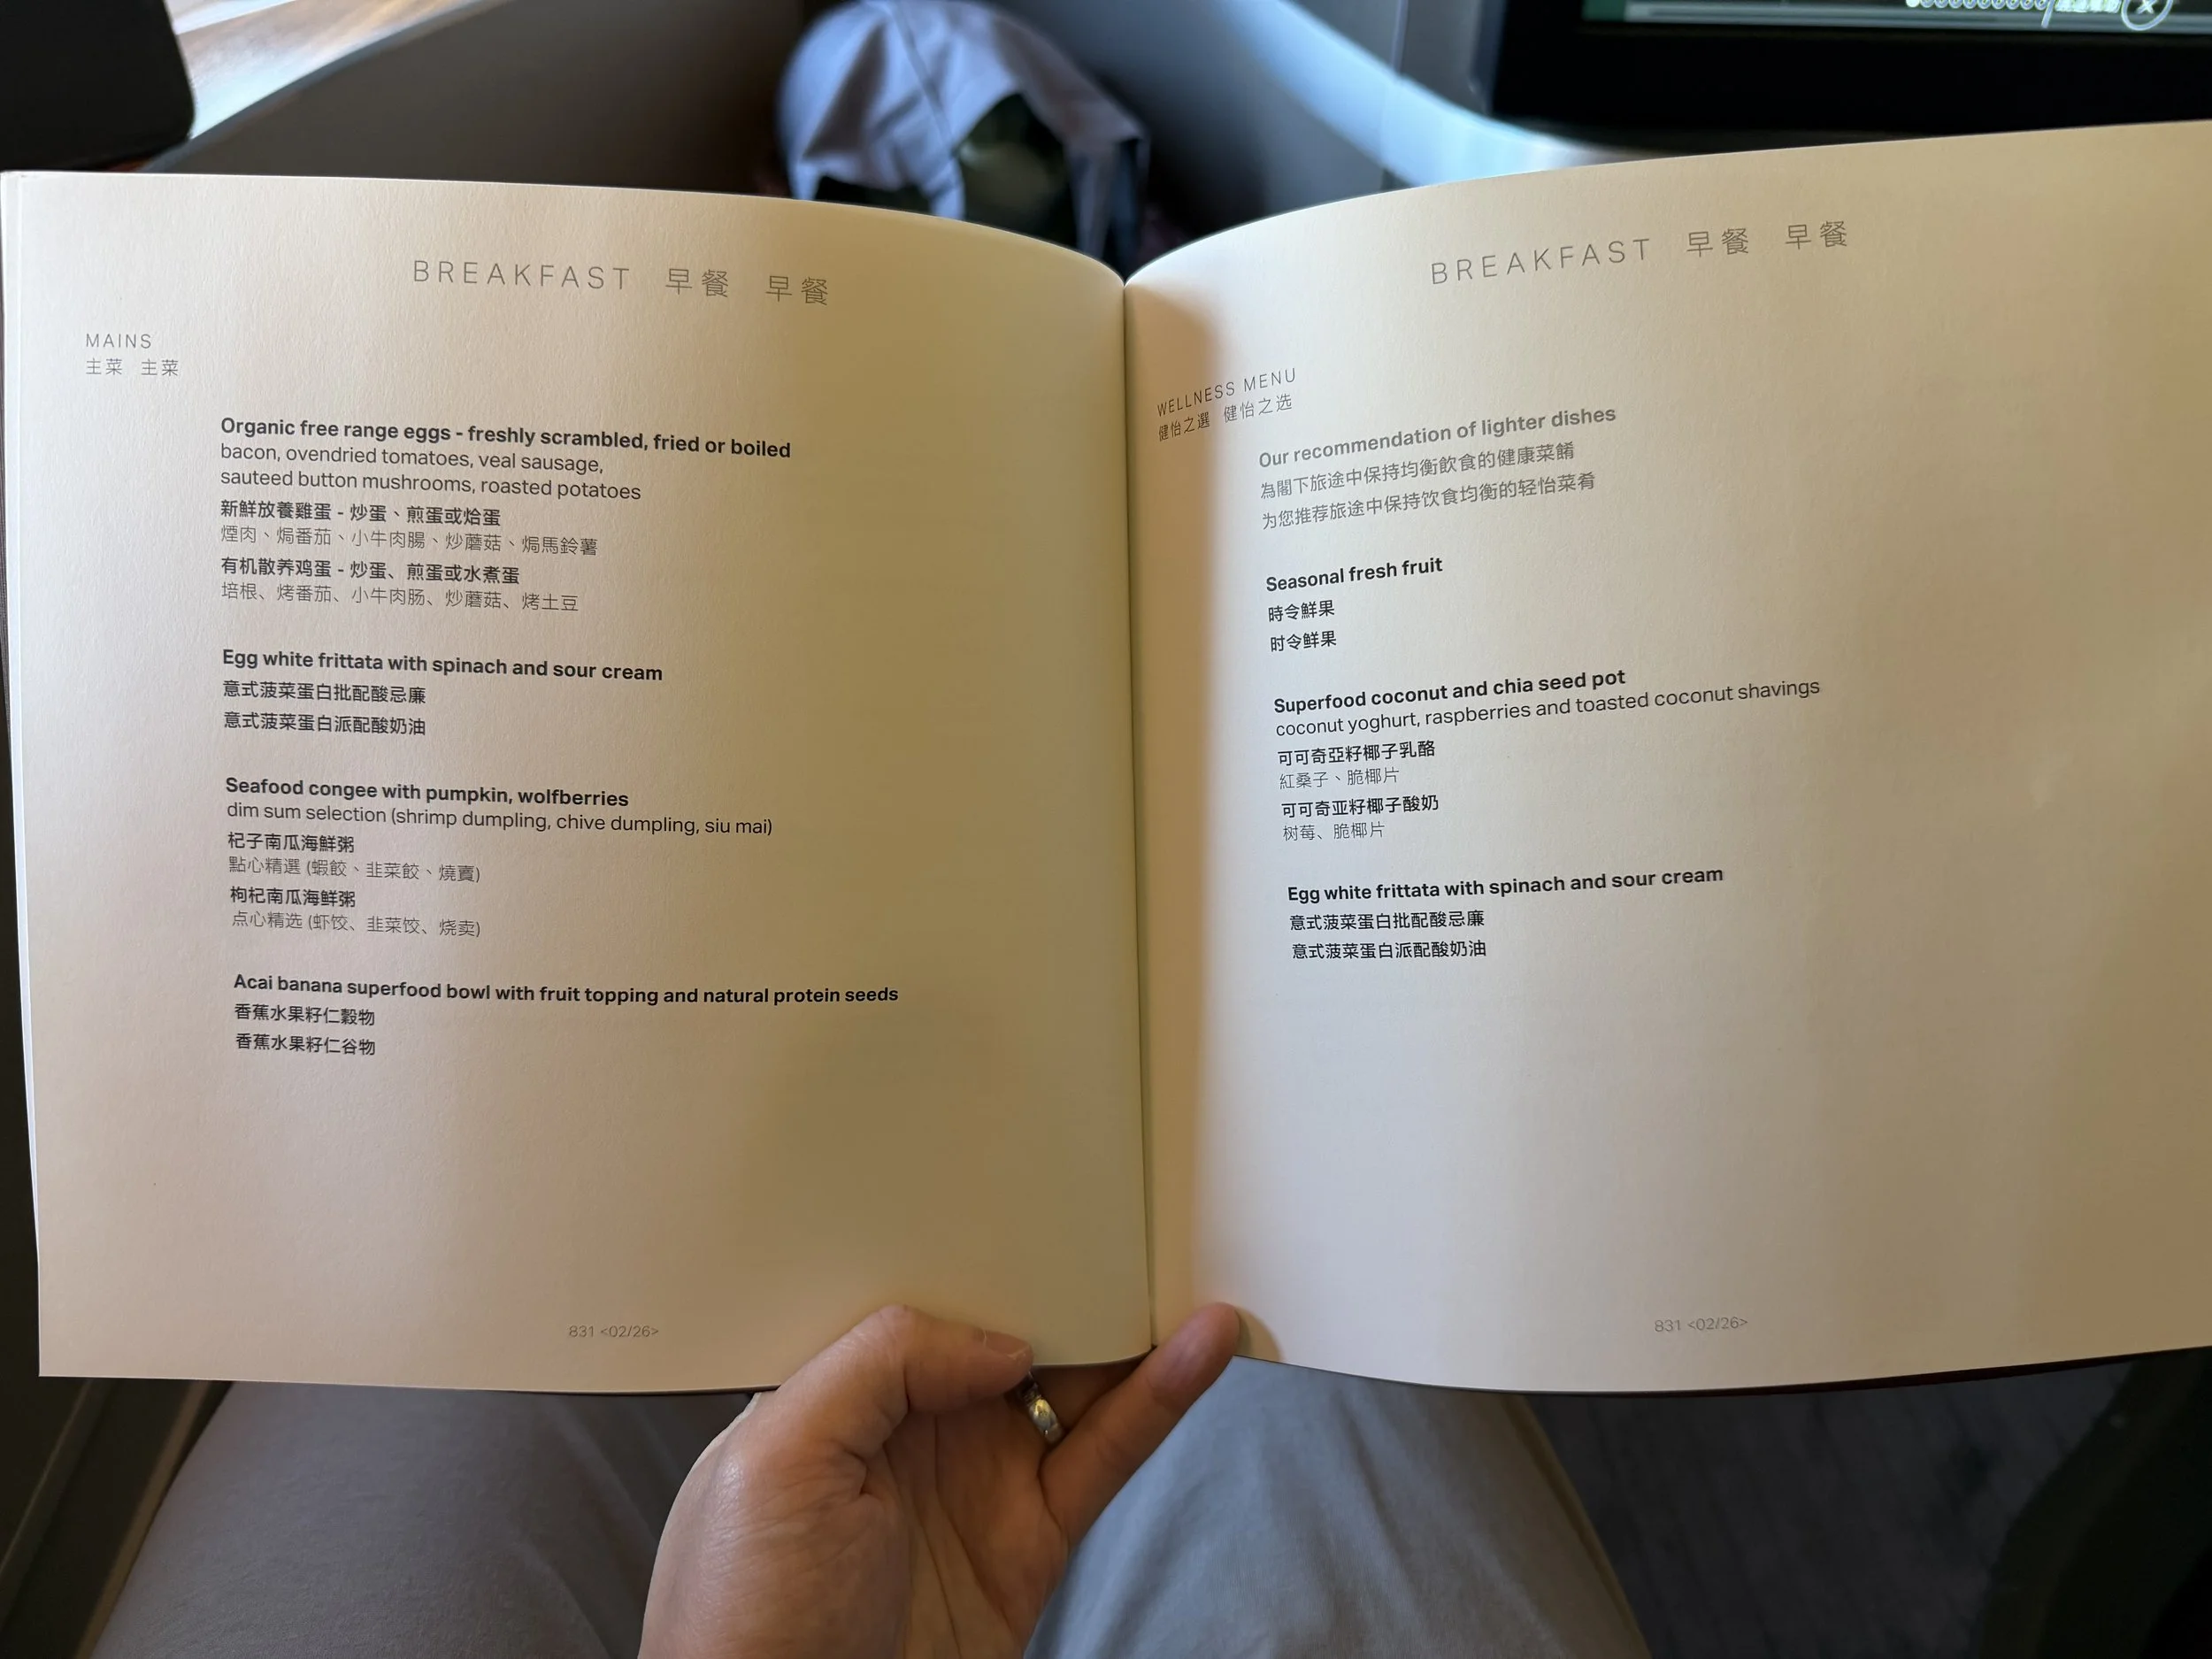 BREAKFAST 早餐 早餐
MAINS
主菜 主菜
Organic free range eggs - freshly scrambled, fried or boiled
bacon, ovendried tomatoes, veal sausage,
sauteed button mushrooms, roasted potatoes
新鮮放養雞蛋 - 炒蛋、煎蛋或烚蛋
煙肉、焗番茄、小牛肉腸、炒蘑菇、焗馬鈴薯
有机散养鸡蛋 - 炒蛋、煎蛋或水煮蛋
培根、烤番茄、小牛肉肠、炒蘑菇、烤土豆
Egg white frittata with spinach and sour cream
意式菠菜蛋白批配酸忌廉
意式菠菜蛋白派配酸奶油
Seafood congee with pumpkin, wolfberries
dim sum selection (shrimp dumpling, chive dumpling, siu mai)
杞子南瓜海鮮粥
點心精選 (蝦餃、韭菜餃、燒賣)
枸杞南瓜海鲜粥
点心精选 (虾饺、韭菜饺、烧卖)
Acai banana superfood bowl with fruit topping and natural protein seeds
香蕉水果籽仁穀物
香蕉水果籽仁谷物
831 <02/26>
BREAKFAST 早餐 早餐
WELLNESS MENU
健怡之選 健怡之选
Our recommendation of lighter dishes
為閣下旅途中保持均衡飲食的健康菜餚
为您推荐旅途中保持饮食均衡的轻怡菜肴
Seasonal fresh fruit
時令鮮果
时令鲜果
Superfood coconut and chia seed pot
coconut yoghurt, raspberries and toasted coconut shavings
可可奇亞籽椰子乳酪
紅桑子、脆椰片
可可奇亚籽椰子酸奶
树莓、脆椰片
Egg white frittata with spinach and sour cream
意式菠菜蛋白批配酸忌廉
意式菠菜蛋白派配酸奶油
831 <02/26>